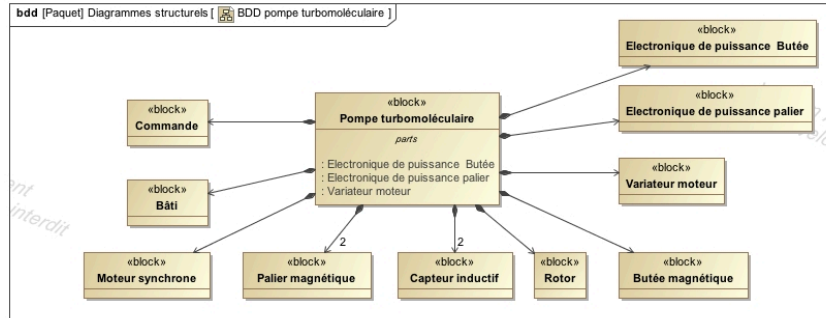 bdd [Paquet] Diagrammes structurels [ BDD pompe turbomoléculaire ]
«block»
Electronique de puissance Butée
«block»
Electronique de puissance palier
«block»
Variateur moteur
«block»
Commande
«block»
Pompe turbomoléculaire
parts
: Electronique de puissance Butée
: Electronique de puissance palier
: Variateur moteur
«block»
Bâti
2
2
«block»
Moteur synchrone
«block»
Palier magnétique
«block»
Capteur inductif
«block»
Rotor
«block»
Butée magnétique
interdit